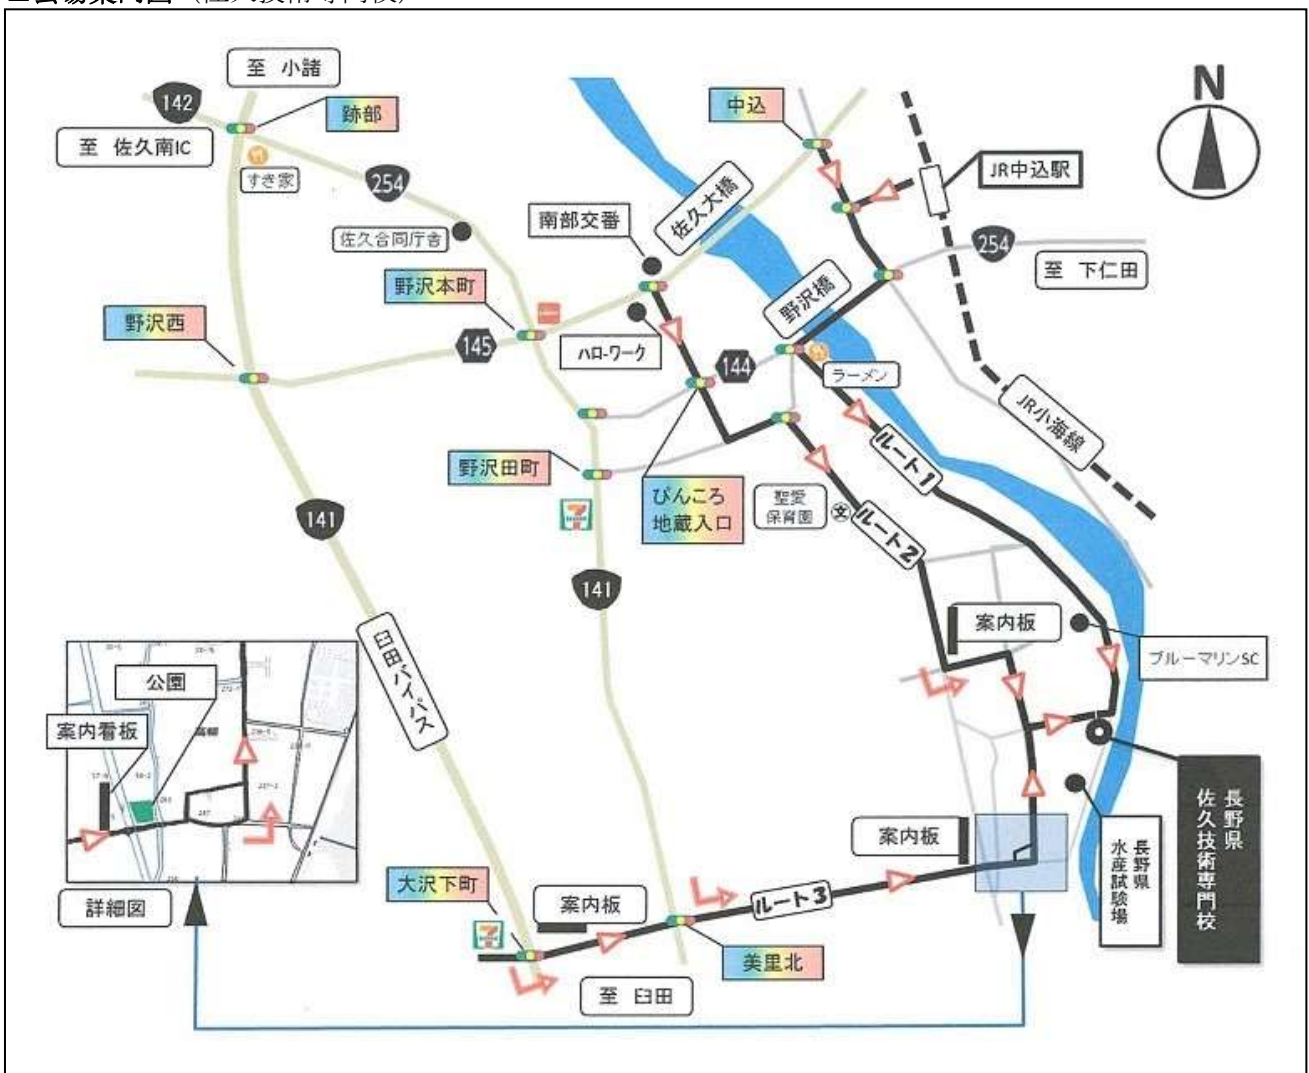 至 小諸
142
跡部
中込
N
至 佐久南IC
すき家
254
JR中込駅
佐久大橋
南部交番
佐久合同庁舎
254
至 下仁田
野沢本町
野沢橋
野沢西
145
ハローワーク
144
ラーメン
JR小海線
ルート1
野沢田町
ぴんころ
地蔵入口
聖愛
保育園
文
ルート2
7
141
141
案内板
ブルーマリンSC
臼田バイパス
公園
案内看板
詳細図
長野県
佐久技術専門校
長野県
水産試験場
案内板
大沢下町
案内板
ルート3
7
美里北
至 臼田